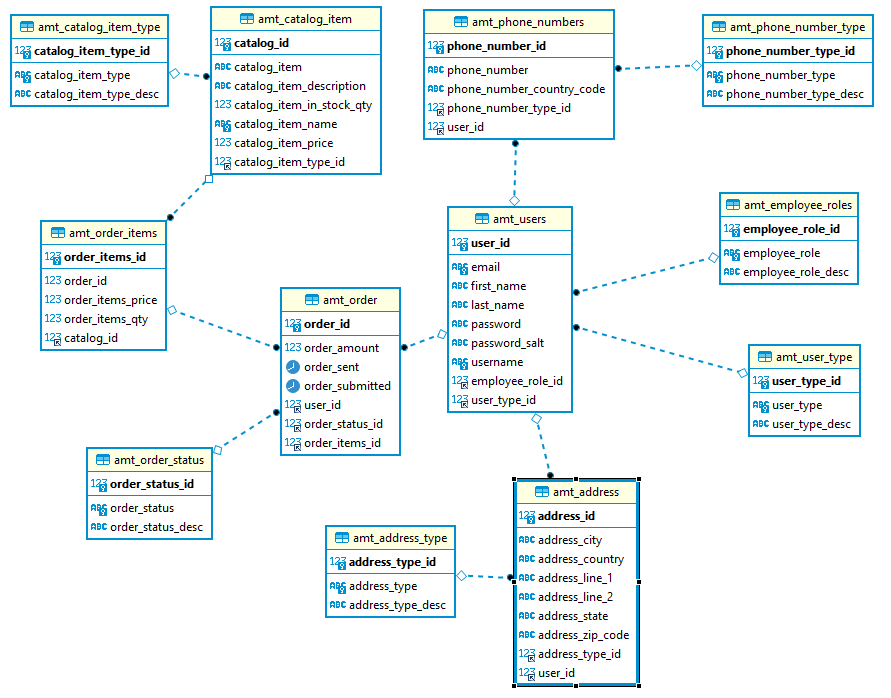 amt_catalog_item_type
catalog_item_type_id
catalog_item_type
catalog_item_type_desc
amt_catalog_item
catalog_id
catalog_item
catalog_item_description
catalog_item_in_stock_qty
catalog_item_name
catalog_item_price
catalog_item_type_id
amt_phone_numbers
phone_number_id
phone_number
phone_number_country_code
phone_number_type_id
user_id
amt_phone_number_type
phone_number_type_id
phone_number_type
phone_number_type_desc
amt_order_items
order_items_id
order_id
order_items_price
order_items_qty
catalog_id
amt_order
order_id
order_amount
order_sent
order_submitted
user_id
order_status_id
order_items_id
amt_users
user_id
email
first_name
last_name
password
password_salt
username
employee_role_id
user_type_id
amt_employee_roles
employee_role_id
employee_role
employee_role_desc
amt_user_type
user_type_id
user_type
user_type_desc
amt_order_status
order_status_id
order_status
order_status_desc
amt_address_type
address_type_id
address_type
address_type_desc
amt_address
address_id
address_city
address_country
address_line_1
address_line_2
address_state
address_zip_code
address_type_id
user_id